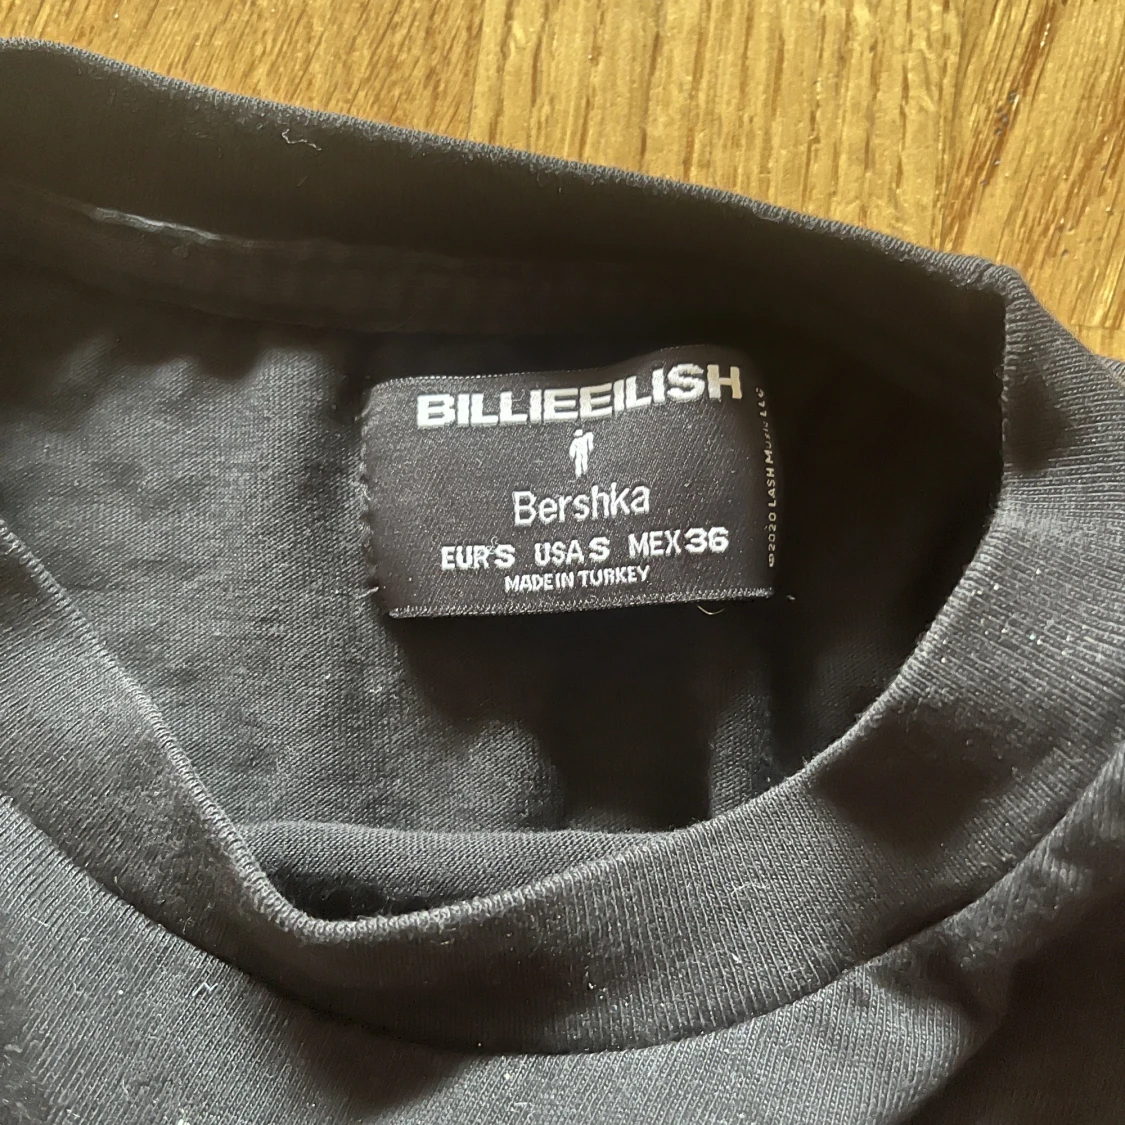 BILLIEEILISH
Bershka
EUR S USA S MEX 36
MADE IN TURKEY
©2020 LASH Music LLC